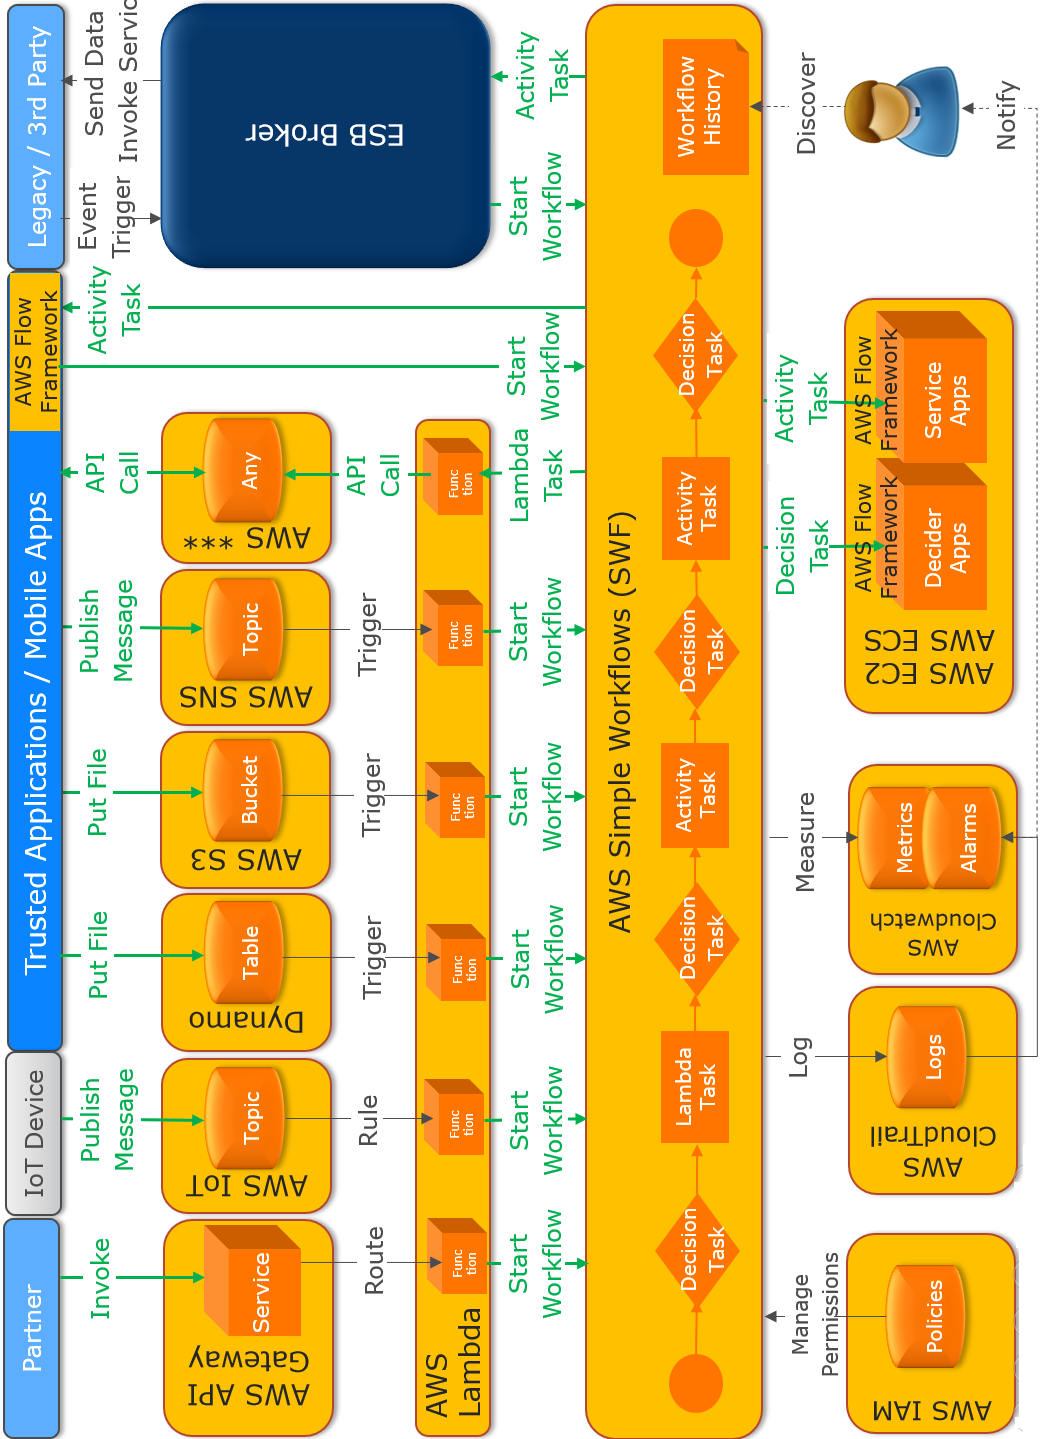 Partner
IoT Device
Trusted Applications / Mobile Apps
AWS Flow
Framework
Legacy / 3rd Party
Invoke
Publish
Message
Put File
Put File
Publish
Message
API
Call
Activity
Task
Event
Trigger
Send Data
Invoke Servic
AWS API
Gateway
Service
AWS IoT
Topic
Dynamo
Table
AWS S3
Bucket
AWS SNS
Topic
AWS ***
Any
ESB Broker
Route
Rule
Trigger
Trigger
Trigger
API
Call
AWS
Lambda
Func
tion
Func
tion
Func
tion
Func
tion
Func
tion
Func
tion
Start
Workflow
Start
Workflow
Start
Workflow
Start
Workflow
Start
Workflow
Lambda
Task
Start
Workflow
Start
Workflow
Activity
Task
AWS Simple Workflows (SWF)
Decision
Task
Lambda
Task
Decision
Task
Activity
Task
Decision
Task
Activity
Task
Decision
Task
Workflow
History
Manage
Permissions
Log
Measure
Decision
Task
Activity
Task
Discover
Notify
AWS IAM
Policies
AWS
CloudTrail
Logs
AWS
Cloudwatch
Metrics
Alarms
AWS EC2
AWS ECS
AWS Flow
Framework
Decider
Apps
AWS Flow
Framework
Service
Apps